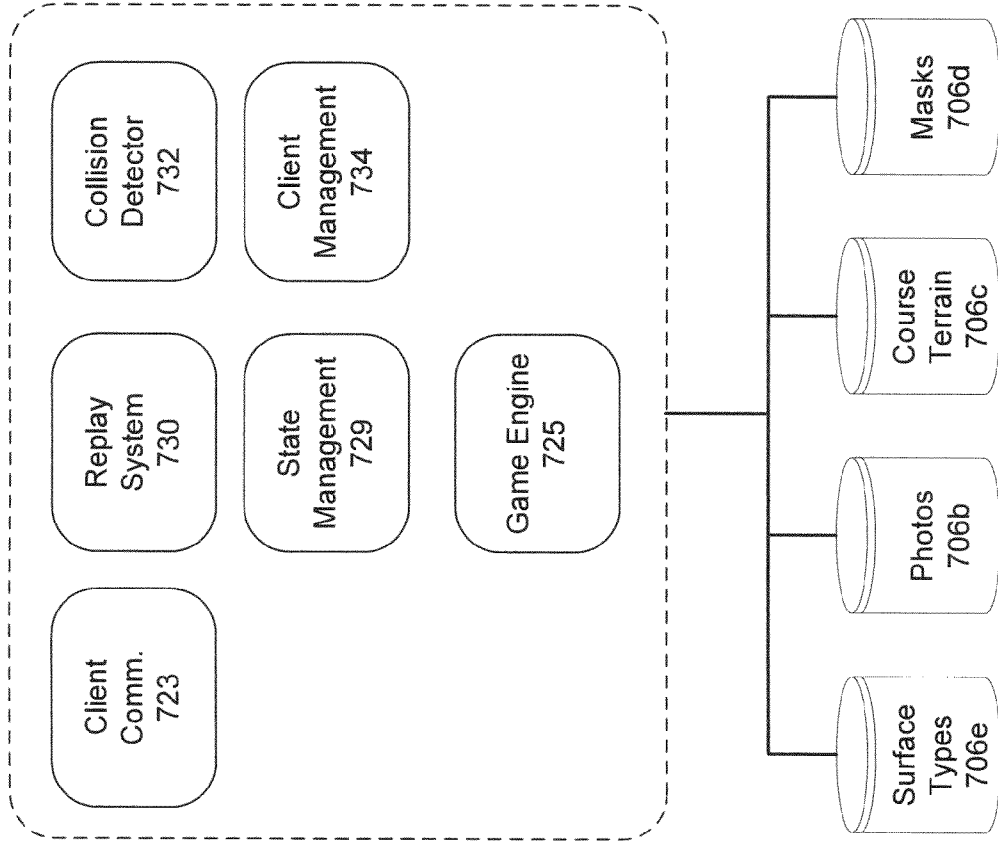 Client
Comm.
723
Replay
System
730
Collision
Detector
732
State
Management
729
Client
Management
734
Game Engine
725
Surface
Types
706e
Photos
706b
Course
Terrain
706c
Masks
706d